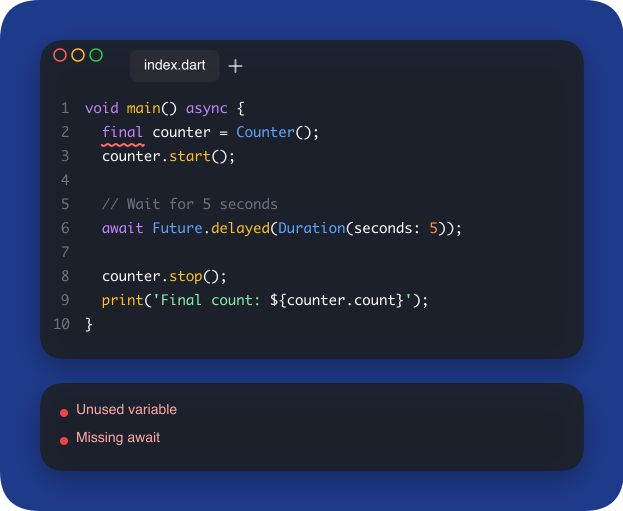 index.dart
1 void main() async {
2   final counter = Counter();
3   counter.start();
4
5   // Wait for 5 seconds
6   await Future.delayed(Duration(seconds: 5));
7
8   counter.stop();
9   print('Final count: ${counter.count}');
10 }
Unused variable
Missing await